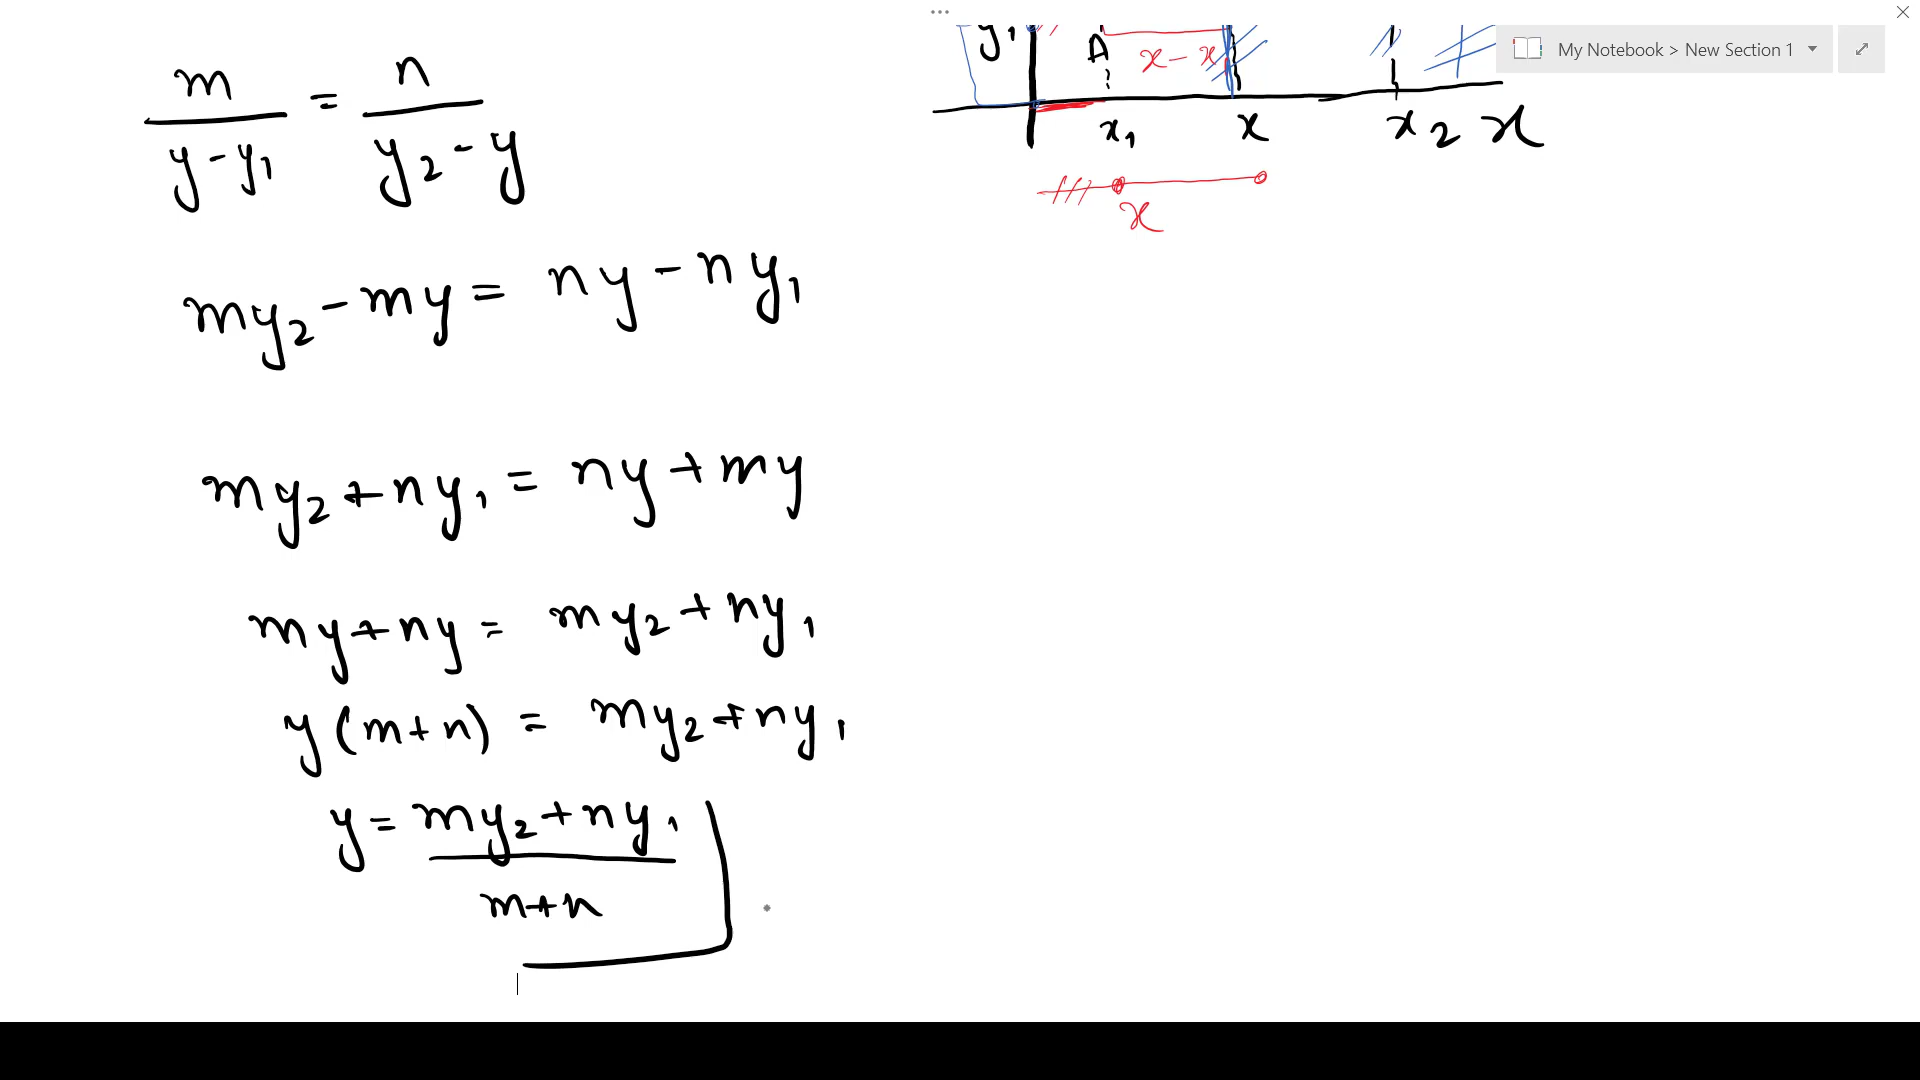 m/(y-y₁) = n/(y₂-y)
my₂-my = ny-ny₁
my₂+ny₁ = ny+my
my+ny = my₂+ny₁
y(m+n) = my₂+ny₁
y = (my₂+ny₁)/(m+n)
y₁ A
x-x
x₁ x x₂ x
x
My Notebook > New Section 1